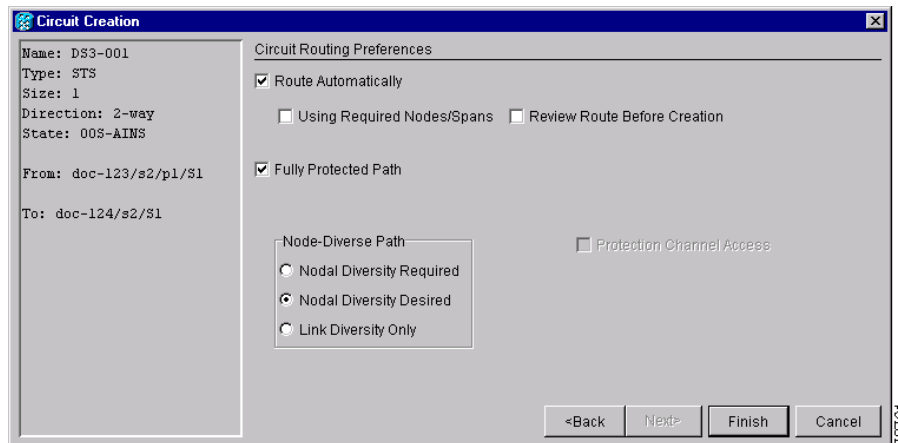 Circuit Creation
Name: DS3-001
Type: STS
Size: 1
Direction: 2-way
State: OOS-AINS
From: doc-123/s2/p1/S1
To: doc-124/s2/S1
Circuit Routing Preferences
Route Automatically
Using Required Nodes/Spans
Review Route Before Creation
Fully Protected Path
Node-Diverse Path
Nodal Diversity Required
Nodal Diversity Desired
Link Diversity Only
Protection Channel Access
<Back
Next>
Finish
Cancel